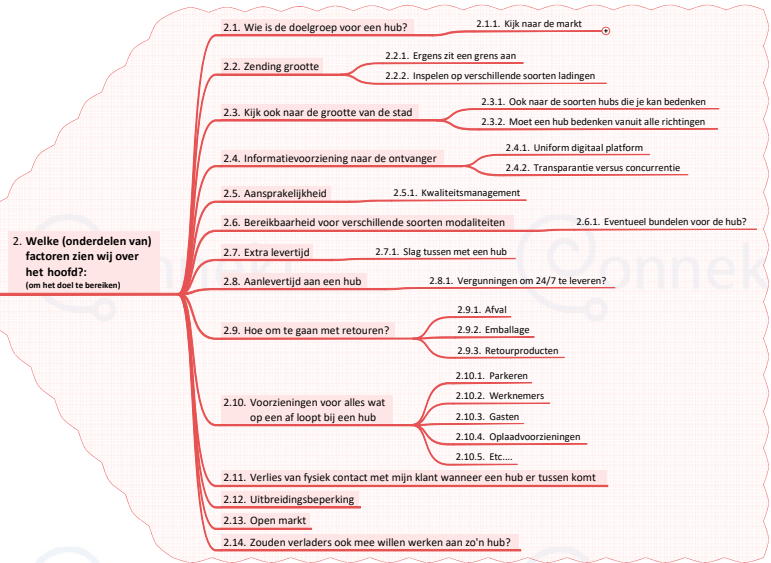 2. Welke (onderdelen van)
factoren zien wij over
het hoofd?:
(om het doel te bereiken)
2.1. Wie is de doelgroep voor een hub?
2.1.1. Kijk naar de markt
2.2. Zending grootte
2.2.1. Ergens zit een grens aan
2.2.2. Inspelen op verschillende soorten ladingen
2.3. Kijk ook naar de grootte van de stad
2.3.1. Ook naar de soorten hubs die je kan bedenken
2.3.2. Moet een hub bedenken vanuit alle richtingen
2.4. Informatievoorziening naar de ontvanger
2.4.1. Uniform digitaal platform
2.4.2. Transparantie versus concurrentie
2.5. Aansprakelijkheid
2.5.1. Kwaliteitsmanagement
2.6. Bereikbaarheid voor verschillende soorten modaliteiten
2.6.1. Eventueel bundelen voor de hub?
2.7. Extra levertijd
2.7.1. Slag tussen met een hub
2.8. Aanlevertijd aan een hub
2.8.1. Vergunningen om 24/7 te leveren?
2.9. Hoe om te gaan met retouren?
2.9.1. Afval
2.9.2. Emballage
2.9.3. Retourproducten
2.10. Voorzieningen voor alles wat
op een af loopt bij een hub
2.10.1. Parkeren
2.10.2. Werknemers
2.10.3. Gasten
2.10.4. Oplaadvoorzieningen
2.10.5. Etc....
2.11. Verlies van fysiek contact met mijn klant wanneer een hub er tussen komt
2.12. Uitbreidingsbeperking
2.13. Open markt
2.14. Zouden verladers ook mee willen werken aan zo'n hub?